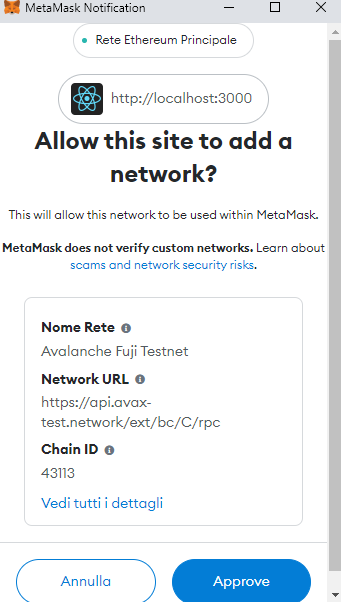 MetaMask Notification
Rete Ethereum Principale
http://localhost:3000
Allow this site to add a
network?
This will allow this network to be used within MetaMask.
MetaMask does not verify custom networks. Learn about
scams and network security risks.
Nome Rete
Avalanche Fuji Testnet
Network URL
https://api.avax-
test.network/ext/bc/C/rpc
Chain ID
43113
Vedi tutti i dettagli
Annulla
Approve